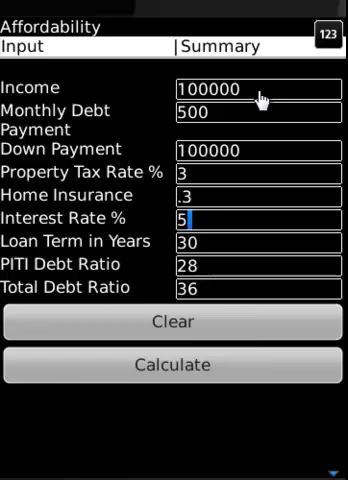 Affordability
123
Input |Summary
Income 100000
Monthly Debt Payment 500
Down Payment 100000
Property Tax Rate % 3
Home Insurance .3
Interest Rate % 5
Loan Term in Years 30
PITI Debt Ratio 28
Total Debt Ratio 36
Clear
Calculate